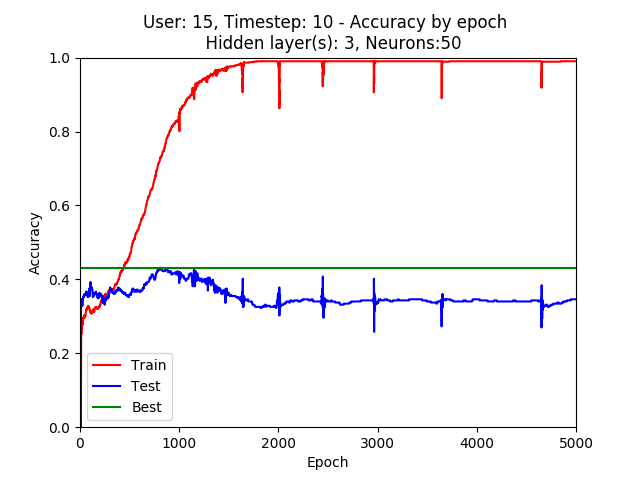 User: 15, Timestep: 10 - Accuracy by epoch
Hidden layer(s): 3, Neurons:50
1.0
0.8
0.6
0.4
0.2
0.0
Accuracy
Train
Test
Best
0 1000 2000 3000 4000 5000
Epoch